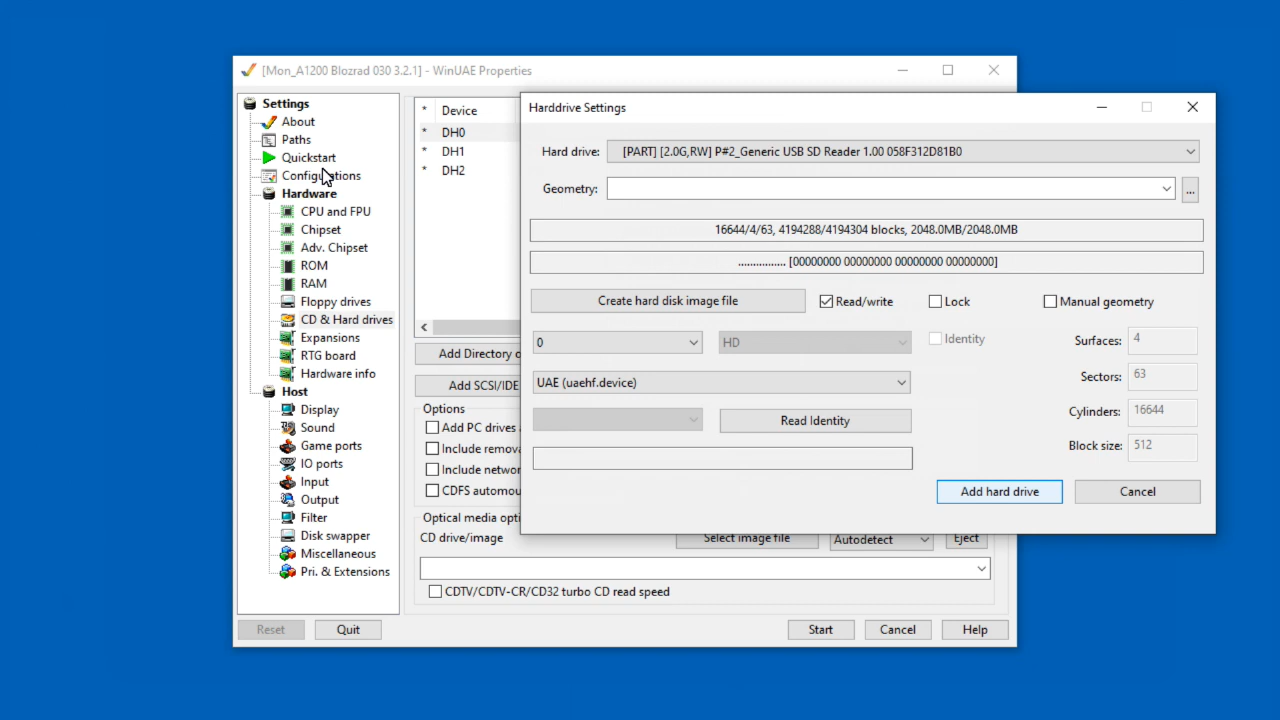 [Mon_A1200 Blozrad 030 3.2.1] - WinUAE Properties
Settings
About
Paths
Quickstart
Configurations
Hardware
CPU and FPU
Chipset
Adv. Chipset
ROM
RAM
Floppy drives
CD & Hard drives
Expansions
RTG board
Hardware info
Host
Display
Sound
Game ports
IO ports
Input
Output
Filter
Disk swapper
Miscellaneous
Pri. & Extensions
Reset
Quit
* Device
* DH0
* DH1
* DH2
Add Directory o
Add SCSI/IDE
Options
Add PC drives
Include remova
Include networ
CDFS automou
Optical media opti
CD drive/image
Select image file
Autodetect
Eject
CDTV/CDTV-CR/CD32 turbo CD read speed
Start
Cancel
Help
Harddrive Settings
Hard drive:
[PART] [2.0G,RW] P#2_Generic USB SD Reader 1.00 058F312D81B0
Geometry:
...
16644/4/63, 4194288/4194304 blocks, 2048.0MB/2048.0MB
................ [00000000 00000000 00000000 00000000]
Create hard disk image file
Read/write
Lock
Manual geometry
0
HD
Identity
Surfaces: 4
UAE (uaehf.device)
Sectors: 63
Read Identity
Cylinders: 16644
Block size: 512
Add hard drive
Cancel